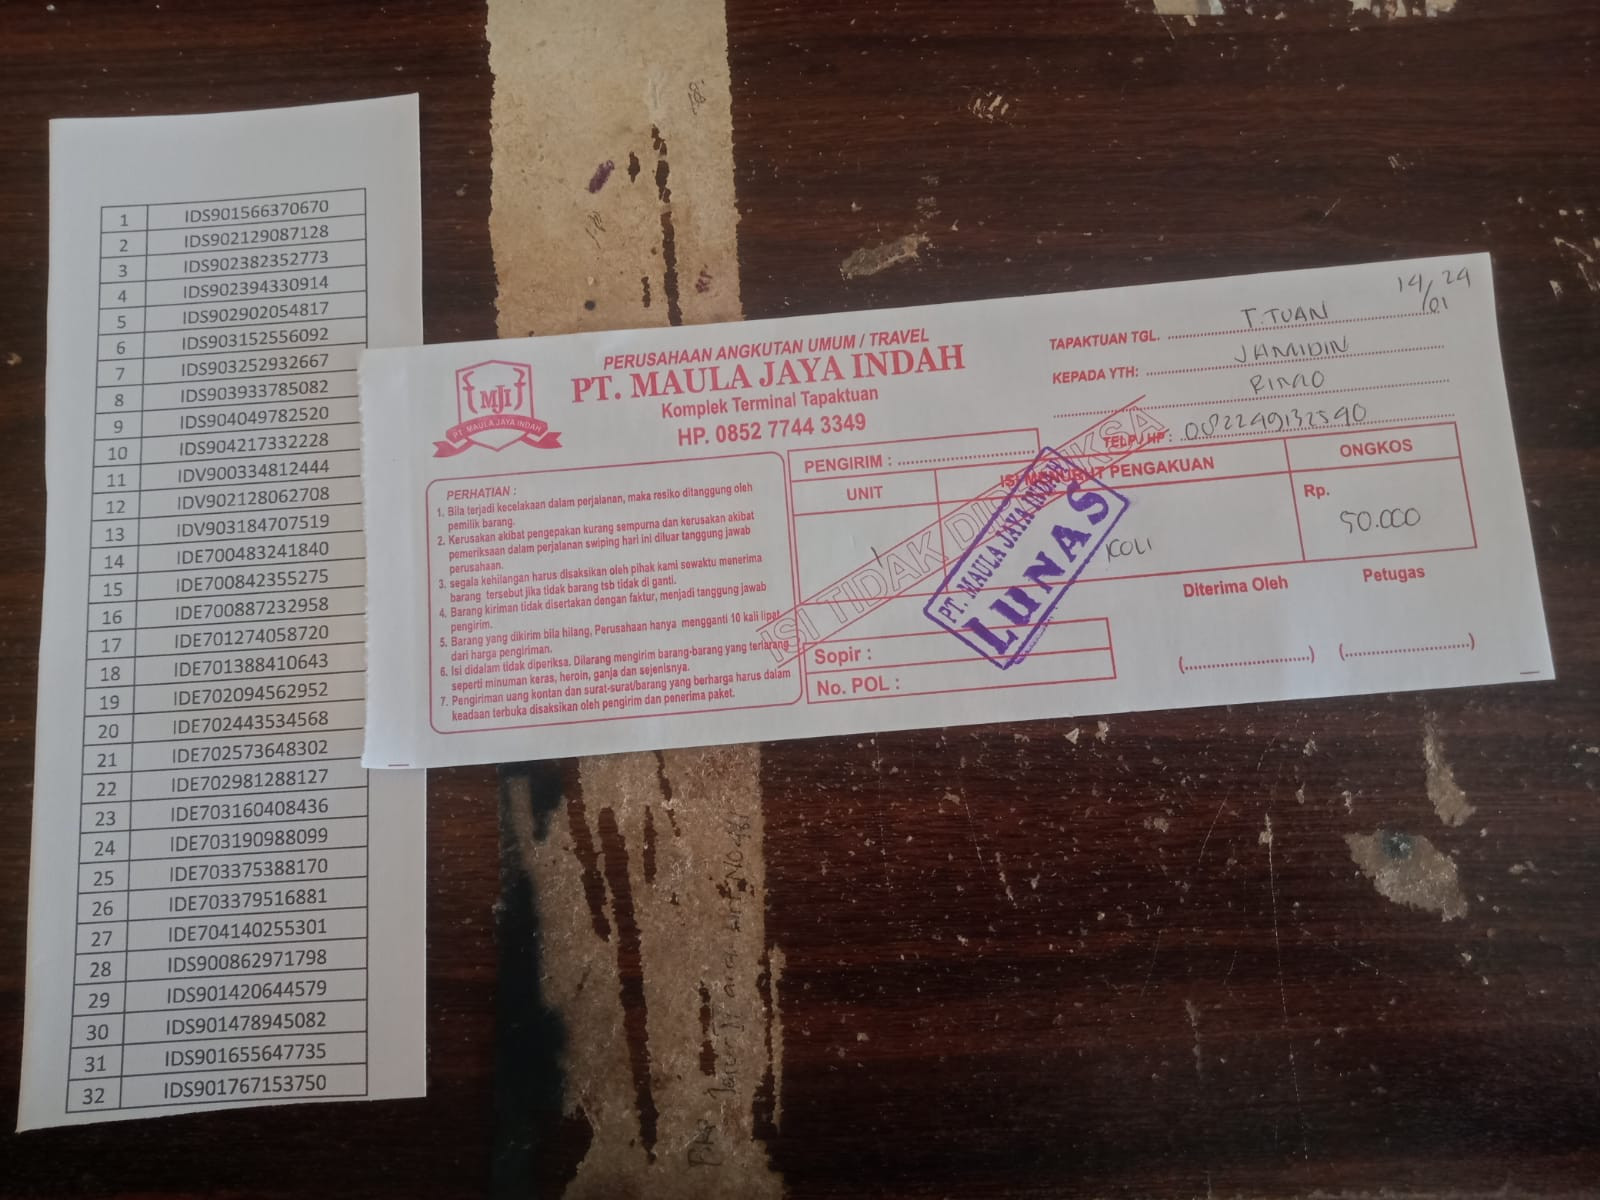 1 IDS901566370670
2 IDS902129087128
3 IDS902382352773
4 IDS902394330914
5 IDS902902054817
6 IDS903152556092
7 IDS903252932667
8 IDS903933785082
9 IDS904049782520
10 IDS904217332228
11 IDV900334812444
12 IDV902128062708
13 IDV903184707519
14 IDE700483241840
15 IDE700842355275
16 IDE700887232958
17 IDE701274058720
18 IDE701388410643
19 IDE702094562952
20 IDE702443534568
21 IDE702573648302
22 IDE702981288127
23 IDE703160408436
24 IDE703190988099
25 IDE703375388170
26 IDE703379516881
27 IDE704140255301
28 IDS900862971798
29 IDS901420644579
30 IDS901478945082
31 IDS901655647735
32 IDS901767153750
MJI
PT. MAULA JAYA INDAH
PERUSAHAAN ANGKUTAN UMUM / TRAVEL
PT. MAULA JAYA INDAH
Komplek Terminal Tapaktuan
HP. 0852 7744 3349
14/01 24
TAPAKTUAN TGL. T.TUAN
KEPADA YTH: JAMIDIN
TELP./HP : 082249132590
PERHATIAN :
1. Bila terjadi kecelakaan dalam perjalanan, maka resiko ditanggung oleh
pemilik barang.
2. Kerusakan akibat pengepakan kurang sempurna dan kerusakan akibat
pemeriksaan dalam perjalanan swiping hari ini diluar tanggung jawab
perusahaan.
3. segala kehilangan harus disaksikan oleh pihak kami sowaktu menerima
barang tersebut jika tidak barang tsb tidak di ganti.
4. Barang kiriman tidak disertakan dengan faktur, menjadi tanggung jawab
pengirim.
5. Barang yang dikirim bila hilang, Perusahaan hanya mengganti 10 kali lipat
dari harga pengiriman.
6. Isi didalam tidak diperiksa. Dilarang mengirim barang-barang yang terlarang
seperti minuman keras, heroin, ganja dan sejenisnya.
7. Pengiriman uang kontan dan surat-surat/barang yang berharga harus dalam
keadaan terbuka disaksikan oleh pengirim dan penerima paket.
PENGIRIM :
UNIT ISI MENURUT PENGAKUAN ONGKOS
1 KOLI Rp. 50.000
ISI TIDAK DIPERIKSA
PT. MAULA JAYA INDAH
LUNAS
Sopir :
No. POL :
Diterima Oleh Petugas
(....................) (....................)